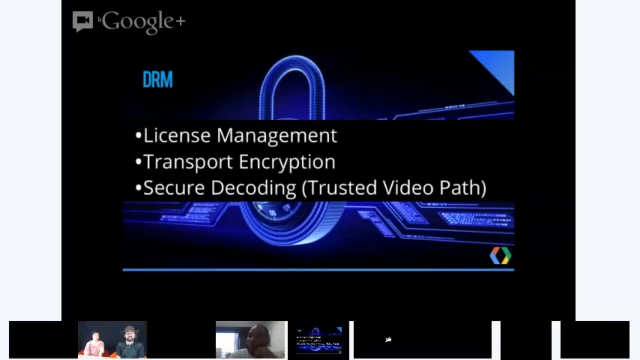 Google+
DRM
•License Management
•Transport Encryption
•Secure Decoding (Trusted Video Path)